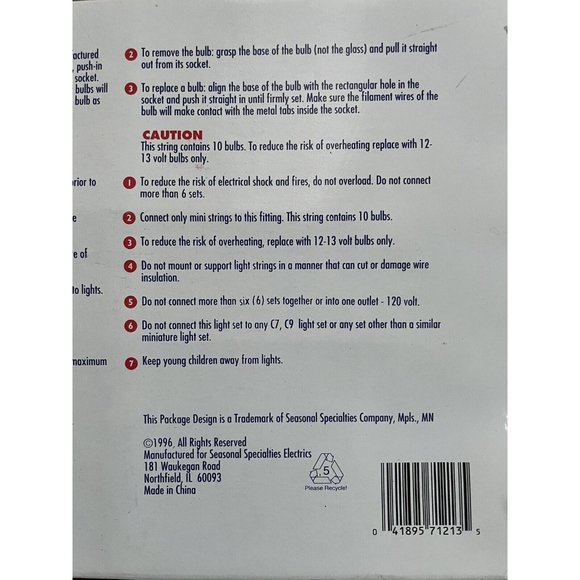 actured
, push-in
socket.
bulbs will
bulb as
rior to
e
e of
to lights.
maximum
2 To remove the bulb: grasp the base of the bulb (not the glass) and pull it straight
out from its socket.
3 To replace a bulb: align the base of the bulb with the rectangular hole in the
socket and push it straight in until firmly set. Make sure the filament wires of the
bulb will make contact with the metal tabs inside the socket.
CAUTION
This string contains 10 bulbs. To reduce the risk of overheating replace with 12-
13 volt bulbs only.
1 To reduce the risk of electrical shock and fires, do not overload. Do not connect
more than 6 sets.
2 Connect only mini strings to this fitting. This string contains 10 bulbs.
3 To reduce the risk of overheating, replace with 12-13 volt bulbs only.
4 Do not mount or support light strings in a manner that can cut or damage wire
insulation.
5 Do not connect more than six (6) sets together or into one outlet - 120 volt.
6 Do not connect this light set to any C7, C9 light set or any set other than a similar
miniature light set.
7 Keep young children away from lights.
This Package Design is a Trademark of Seasonal Specialties Company, Mpls., MN
©1996, All Rights Reserved
Manufactured for Seasonal Specialties Electrics
181 Waukegan Road
Northfield, IL 60093
Made in China
5
Please Recycle!
0 41895 71213 5